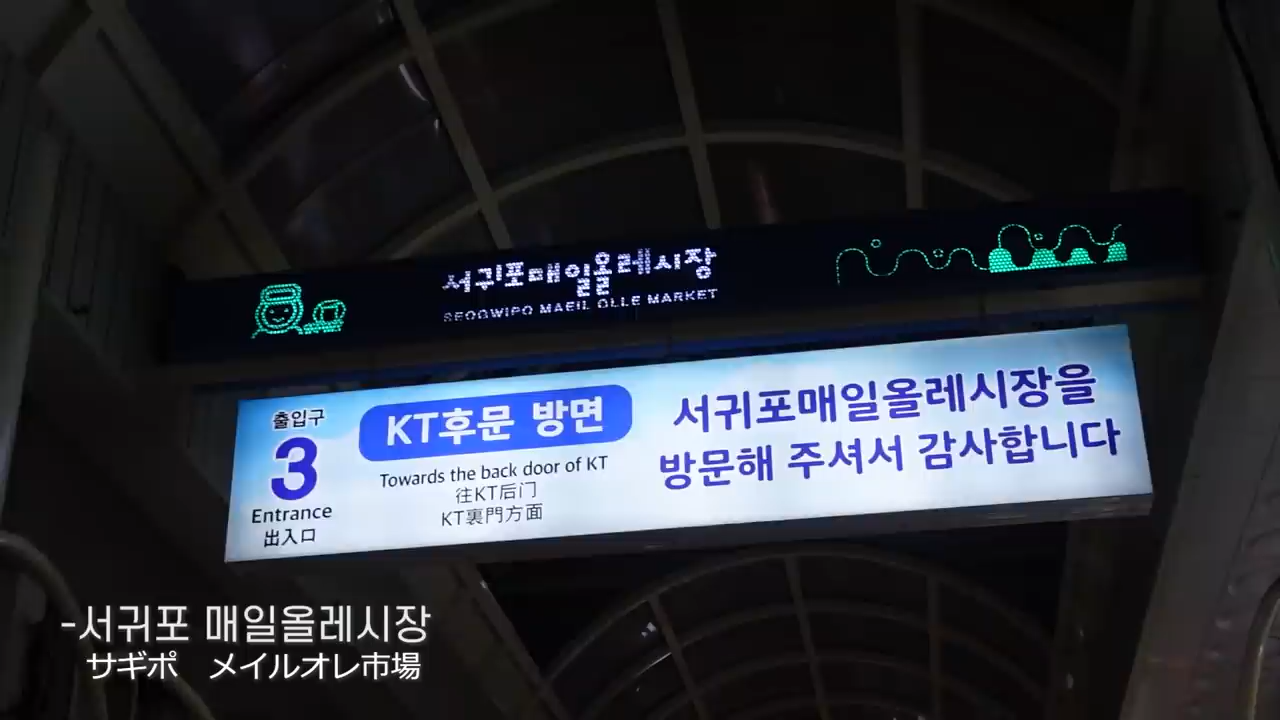 서귀포매일올레시장
SEOGWIPO MAEIL OLLE MARKET
출입구
3
Entrance
出入口
KT후문 방면
Towards the back door of KT
往KT后门
KT裏門方面
서귀포매일올레시장을
방문해 주셔서 감사합니다
-서귀포 매일올레시장
サギポ　メイルオレ市場